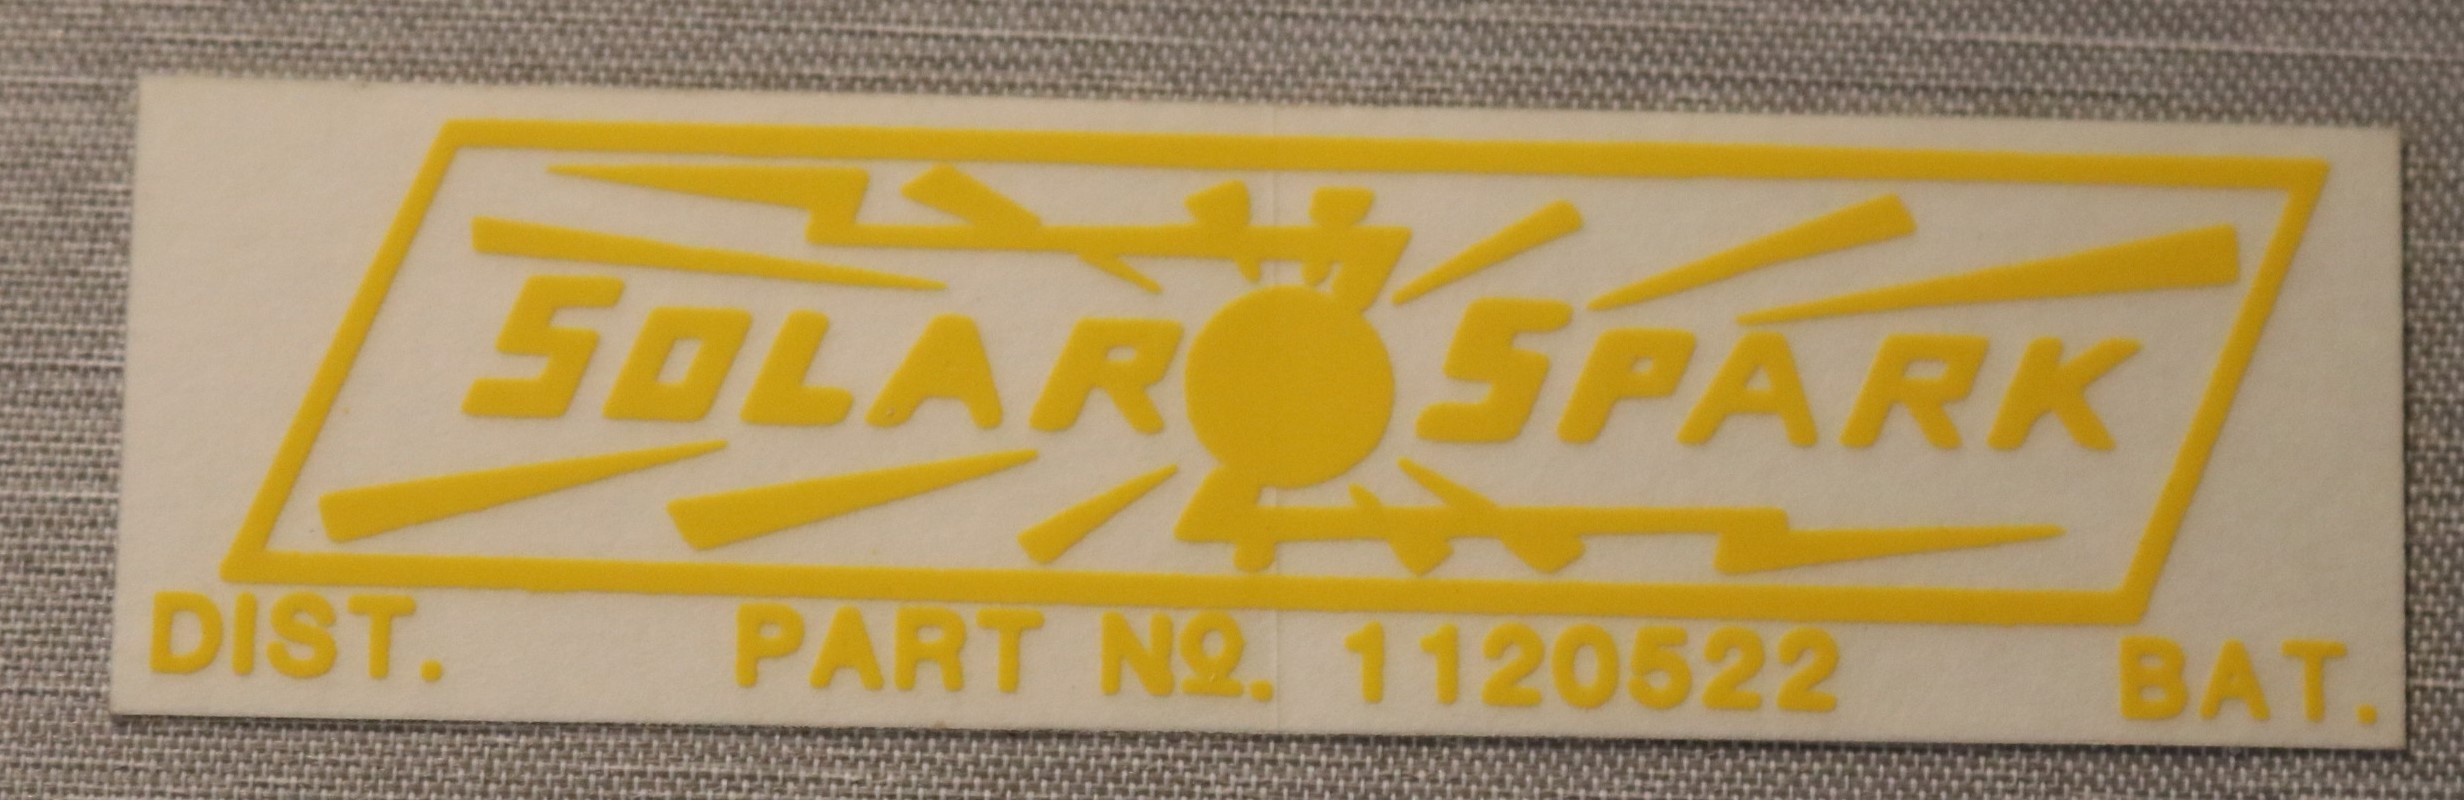 SOLAR SPARK
DIST. PART Nº. 1120522 BAT.